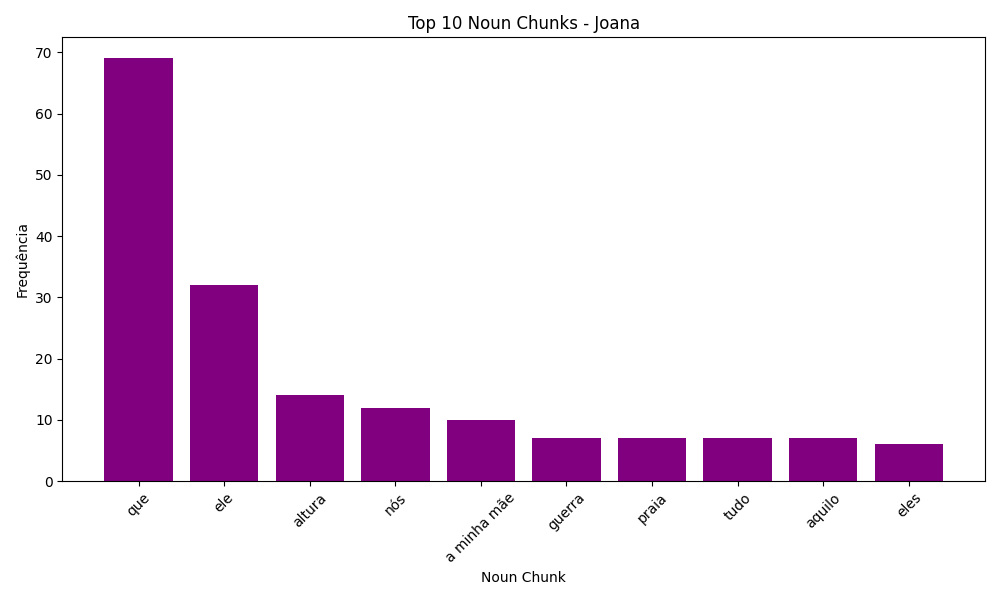 Top 10 Noun Chunks - Joana
Frequência
70
60
50
40
30
20
10
0
que
ele
altura
nós
a minha mãe
guerra
praia
tudo
aquilo
eles
Noun Chunk